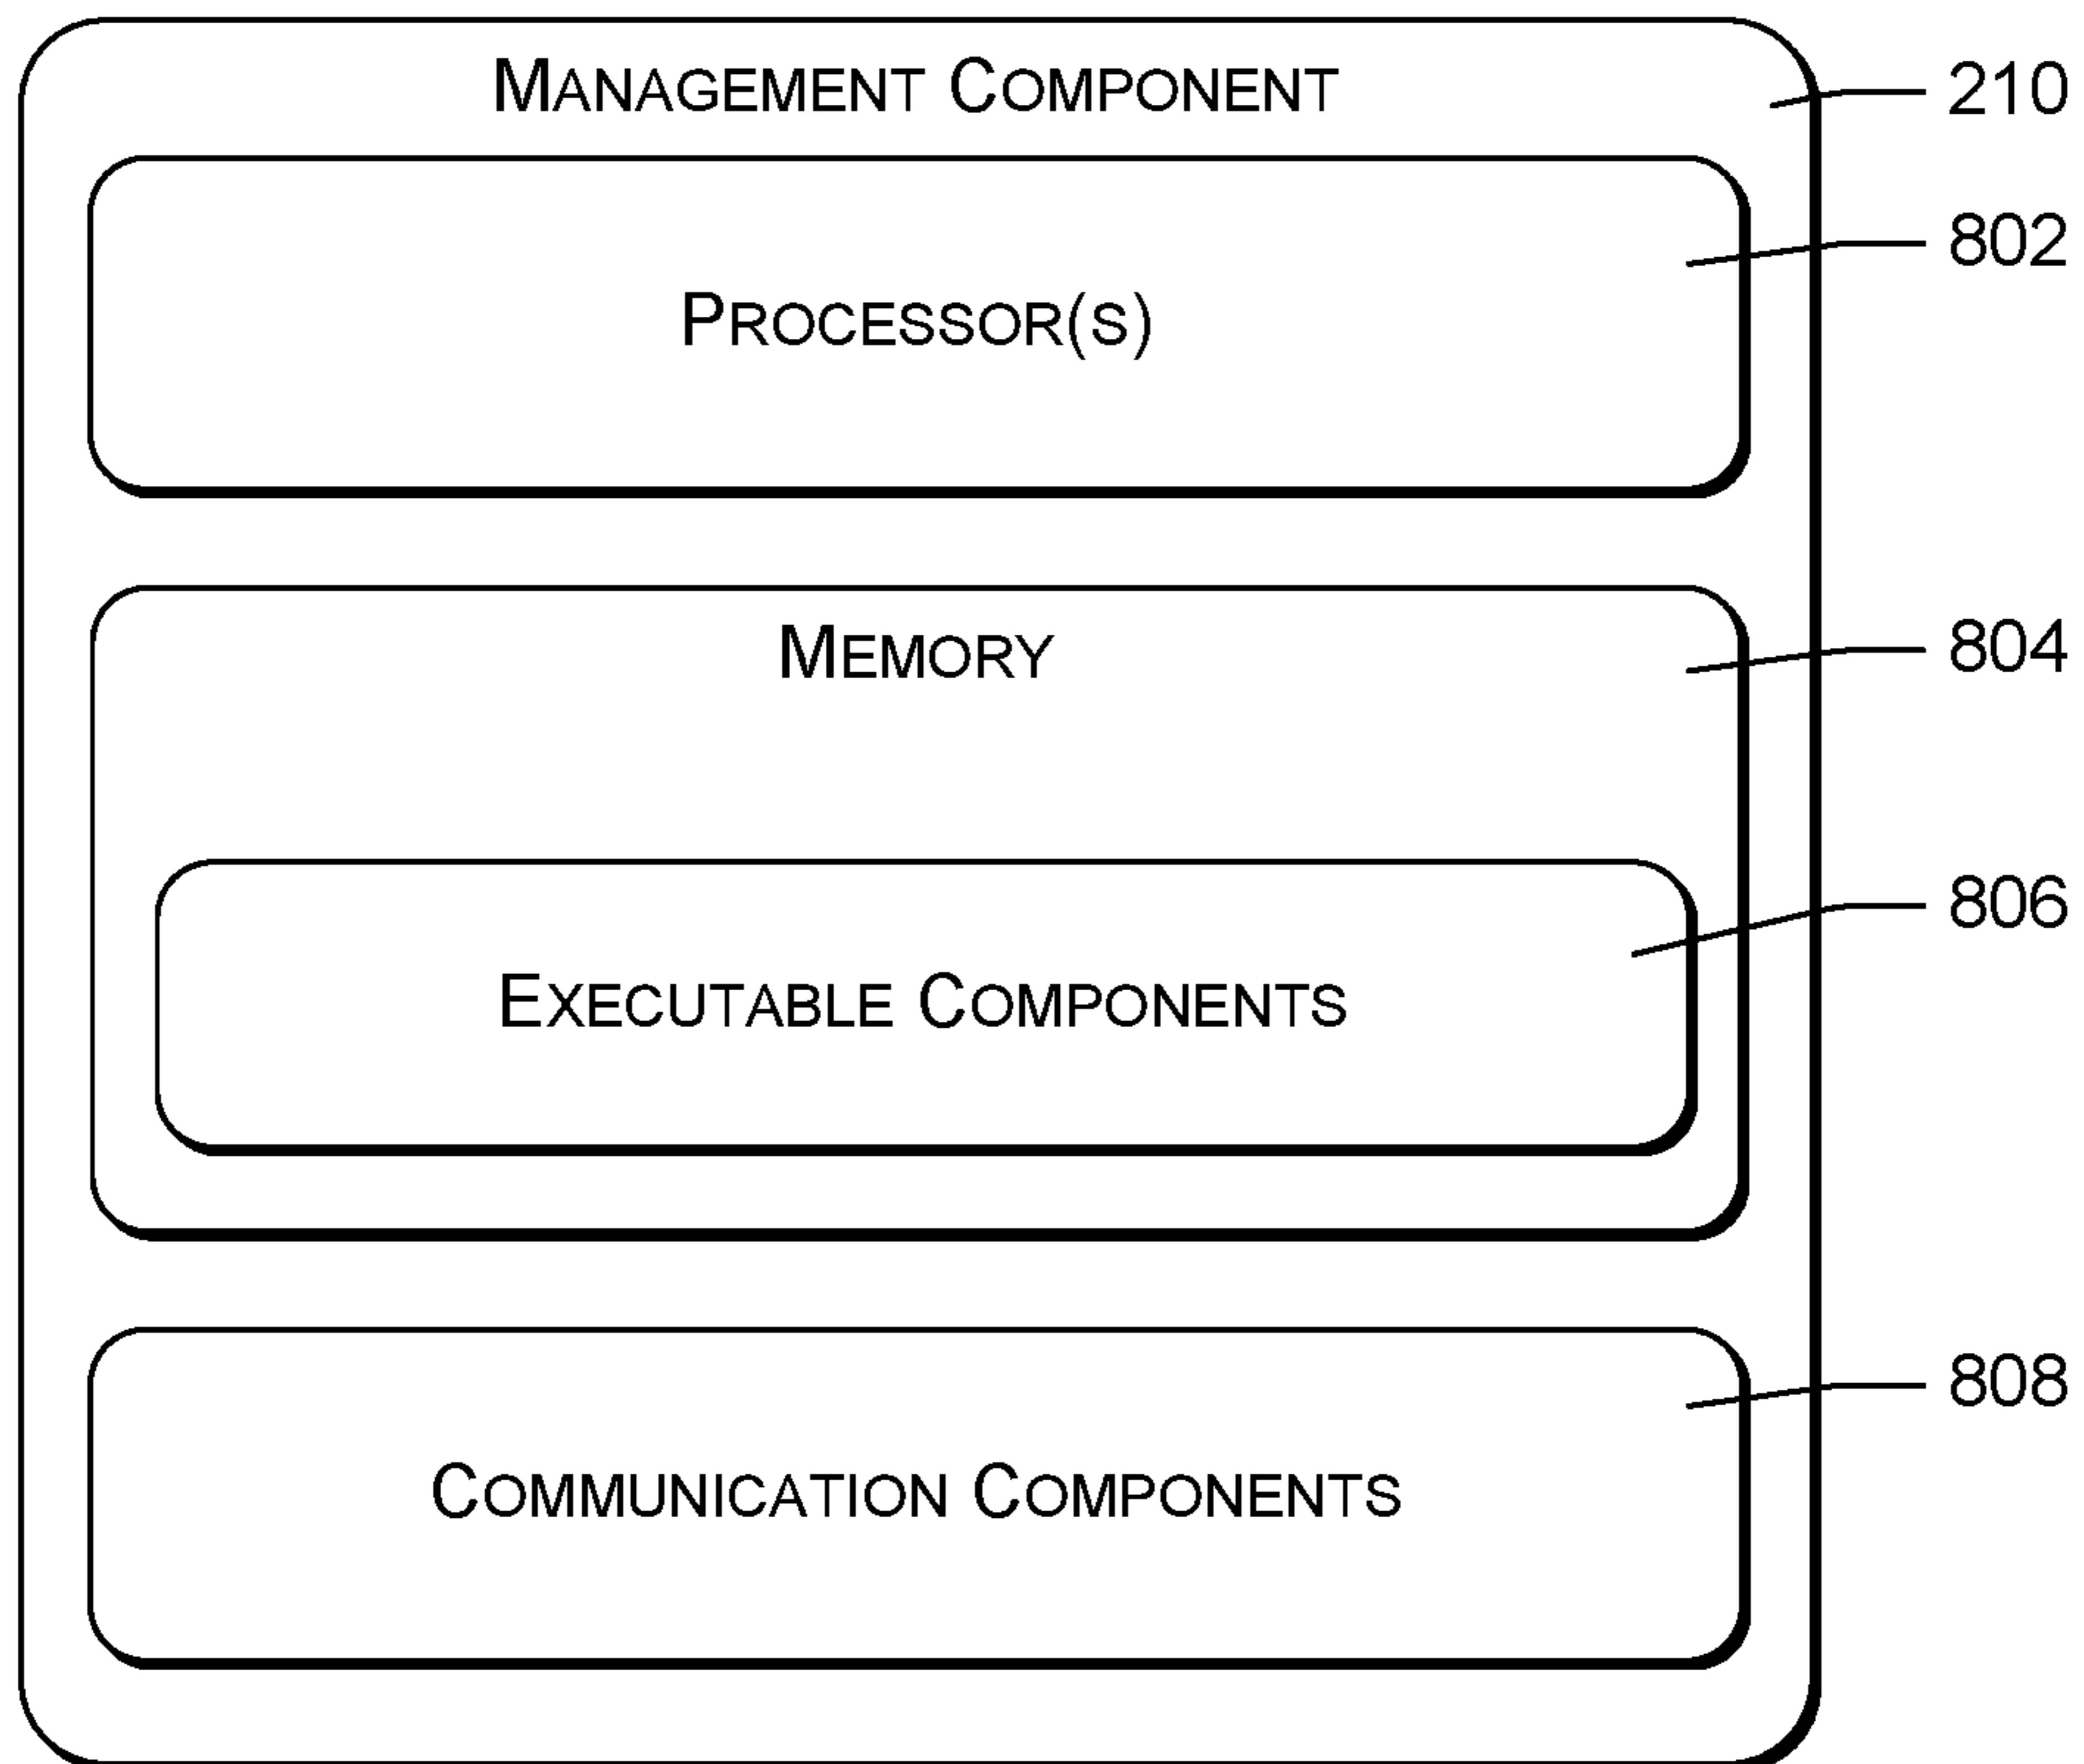 MANAGEMENT COMPONENT
210
802
PROCESSOR(S)
804
MEMORY
806
EXECUTABLE COMPONENTS
808
COMMUNICATION COMPONENTS